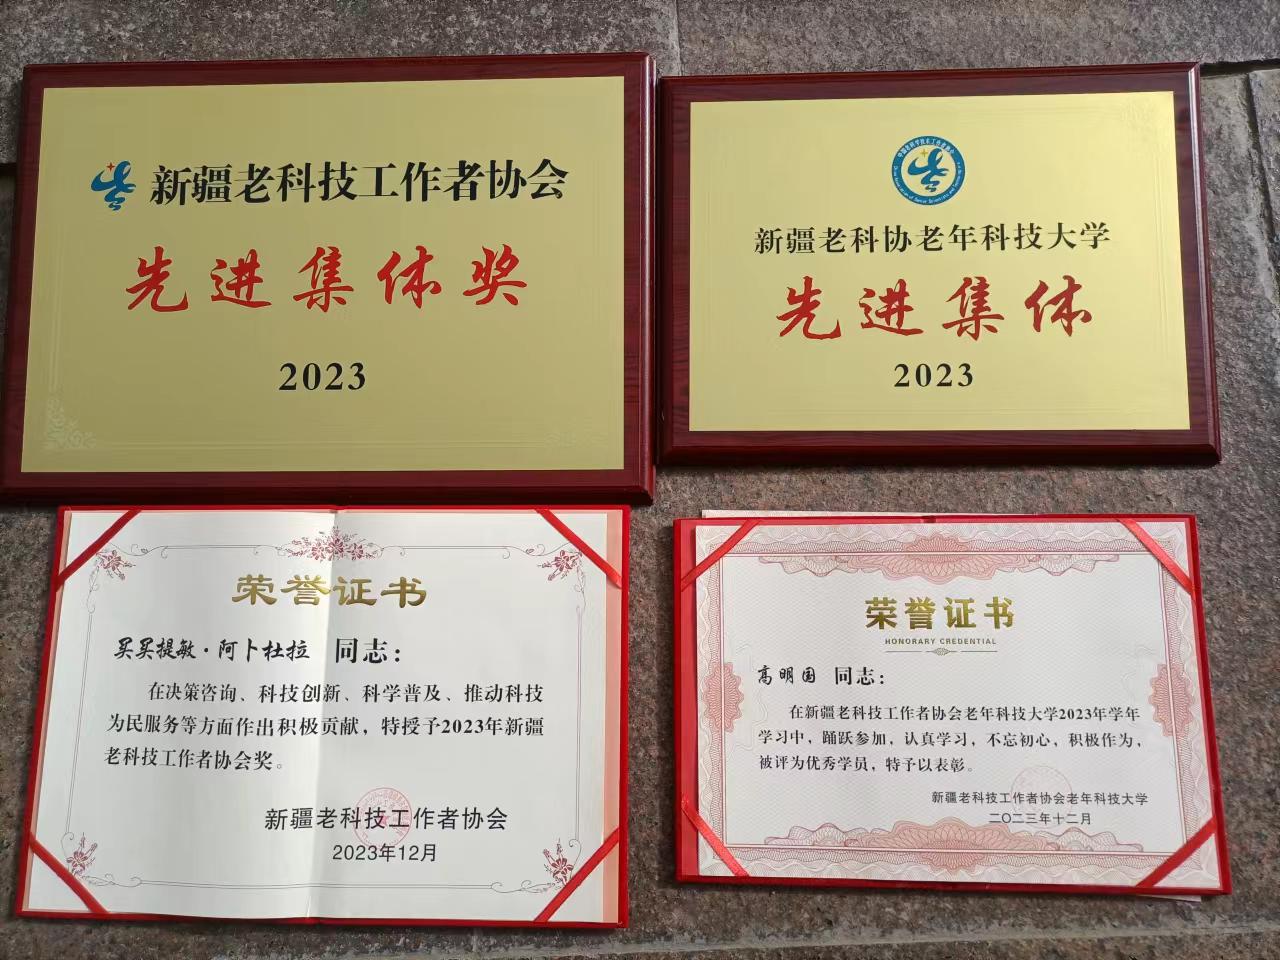 新疆老科技工作者协会
先进集体奖
2023
新疆老科协老年科技大学
先进集体
2023
荣誉证书
买买提敏·阿卜杜拉 同志：
在决策咨询、科技创新、科学普及、推动科技
为民服务等方面作出积极贡献，特授予2023年新疆
老科技工作者协会奖。
新疆老科技工作者协会
2023年12月
荣誉证书
HONORARY CREDENTIAL
高明国 同志：
在新疆老科技工作者协会老年科技大学2023年学年
学习中，踊跃参加，认真学习，不忘初心，积极作为，
被评为优秀学员，特予以表彰。
新疆老科技工作者协会老年科技大学
二〇二三年十二月